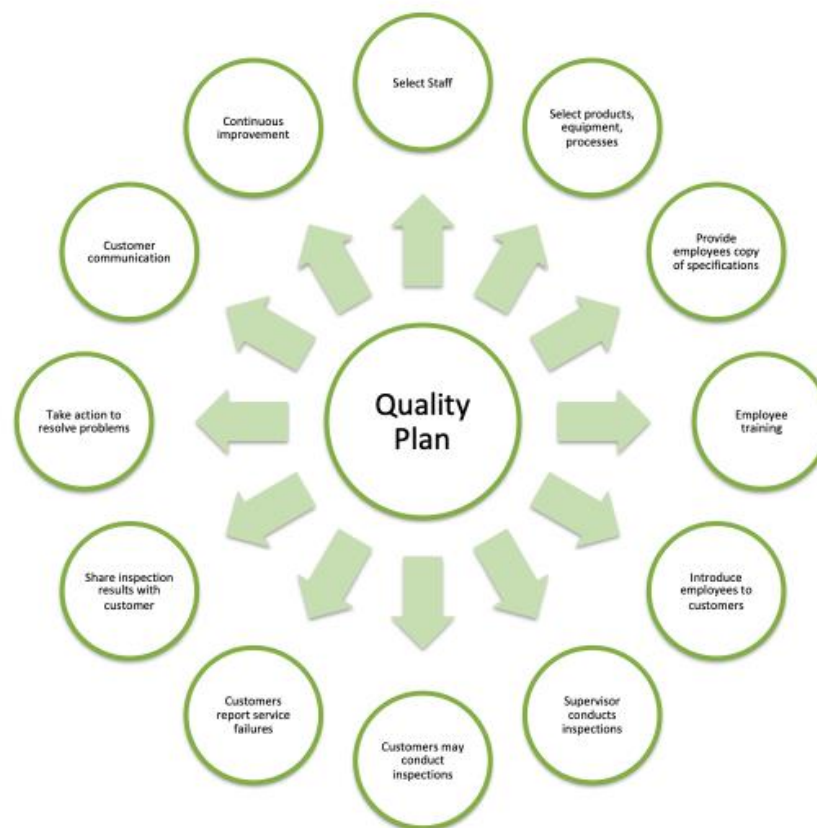 Quality
Plan
Select Staff
Select products,
equipment,
processes
Provide
employees copy
of specifications
Employee
training
Introduce
employees to
customers
Supervisor
conducts
inspections
Customers may
conduct
inspections
Customers
report service
failures
Share inspection
results with
customer
Take action to
resolve problems
Customer
communication
Continuous
improvement